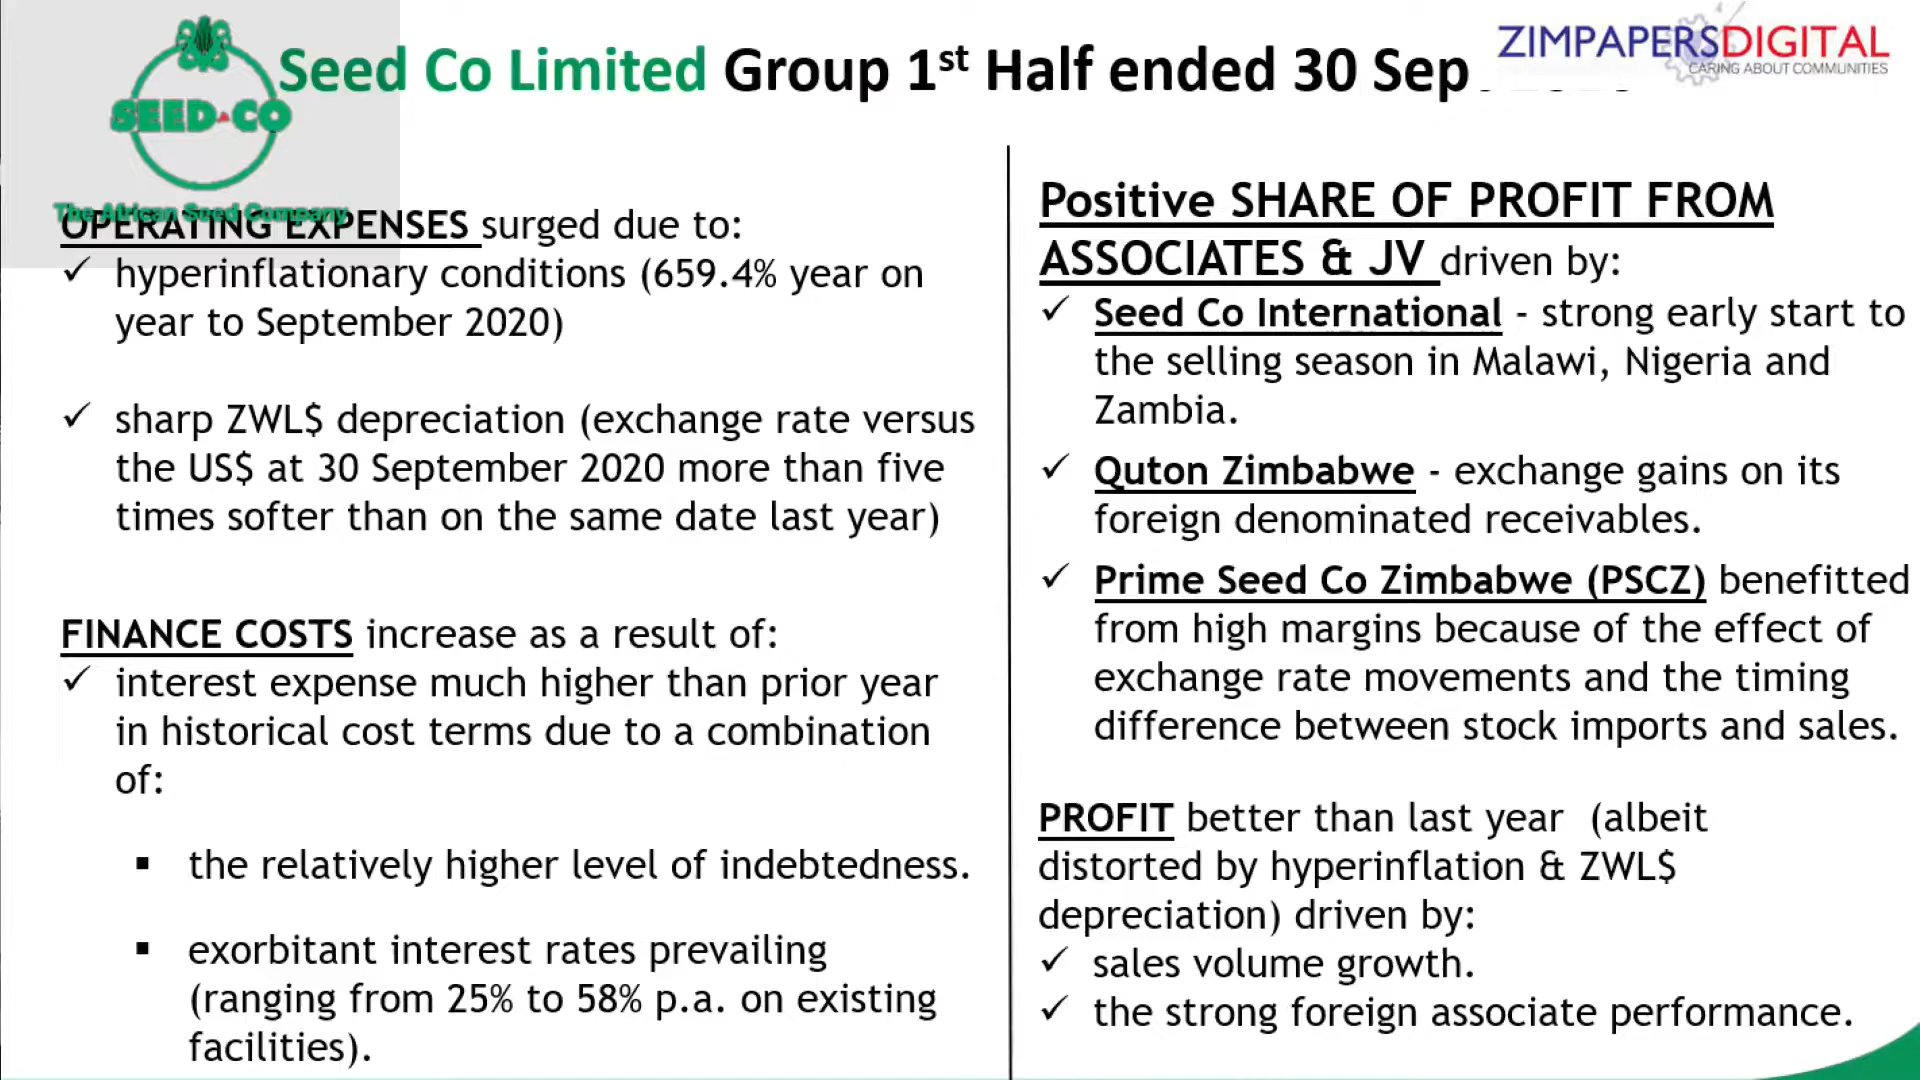 SEED-CO
The African Seed Company
Seed Co Limited Group 1st Half ended 30 Sep
ZIMPAPERSDIGITAL
CARING ABOUT COMMUNITIES
OPERATING EXPENSES surged due to:
✓ hyperinflationary conditions (659.4% year on
year to September 2020)
✓ sharp ZWL$ depreciation (exchange rate versus
the US$ at 30 September 2020 more than five
times softer than on the same date last year)
FINANCE COSTS increase as a result of:
✓ interest expense much higher than prior year
in historical cost terms due to a combination
of:
▪ the relatively higher level of indebtedness.
▪ exorbitant interest rates prevailing
(ranging from 25% to 58% p.a. on existing
facilities).
Positive SHARE OF PROFIT FROM
ASSOCIATES & JV driven by:
✓ Seed Co International - strong early start to
the selling season in Malawi, Nigeria and
Zambia.
✓ Quton Zimbabwe - exchange gains on its
foreign denominated receivables.
✓ Prime Seed Co Zimbabwe (PSCZ) benefitted
from high margins because of the effect of
exchange rate movements and the timing
difference between stock imports and sales.
PROFIT better than last year (albeit
distorted by hyperinflation & ZWL$
depreciation) driven by:
✓ sales volume growth.
✓ the strong foreign associate performance.